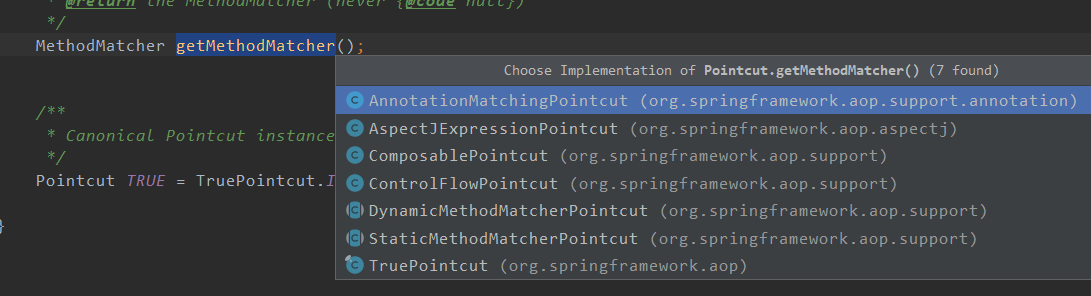 * @return the MethodMatcher (never {@code null})
*/
MethodMatcher getMethodMatcher();
Choose Implementation of Pointcut.getMethodMatcher() (7 found)
AnnotationMatchingPointcut (org.springframework.aop.support.annotation)
/**
AspectJExpressionPointcut (org.springframework.aop.aspectj)
* Canonical Pointcut instance
ComposablePointcut (org.springframework.aop.support)
*/
Pointcut TRUE = TruePointcut.I
ControlFlowPointcut (org.springframework.aop.support)
DynamicMethodMatcherPointcut (org.springframework.aop.support)
}
StaticMethodMatcherPointcut (org.springframework.aop.support)
TruePointcut (org.springframework.aop)